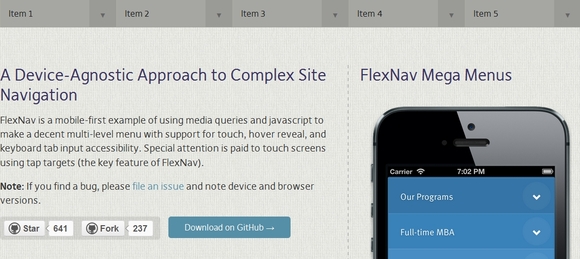 Item 1 Item 2 Item 3 Item 4 Item 5
A Device-Agnostic Approach to Complex Site
Navigation
FlexNav is a mobile-first example of using media queries and javascript to
make a decent multi-level menu with support for touch, hover reveal, and
keyboard tab input accessibility. Special attention is paid to touch screens
using tap targets (the key feature of FlexNav).
Note: If you find a bug, please file an issue and note device and browser
versions.
Star 641 Fork 237 Download on GitHub →
FlexNav Mega Menus
Carrier 7:02 PM
Our Programs
Full-time MBA